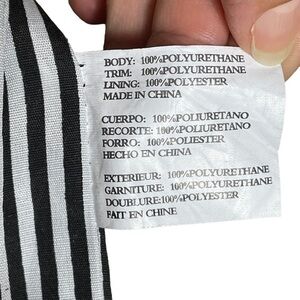 BODY: 100%POLYURETHANE
TRIM: 100%POLYURETHANE
LINING: 100%POLYESTER
MADE IN CHINA
CUERPO: 100%POLIURETANO
RECORTE: 100%POLIURETANO
FORRO: 100%POLIESTER
HECHO EN CHINA
EXTERIEUR: 100%POLYURETHANE
GARNITURE: 100%POLYURETHANE
DOUBLURE:100%POLYESTER
FAIT EN CHINE